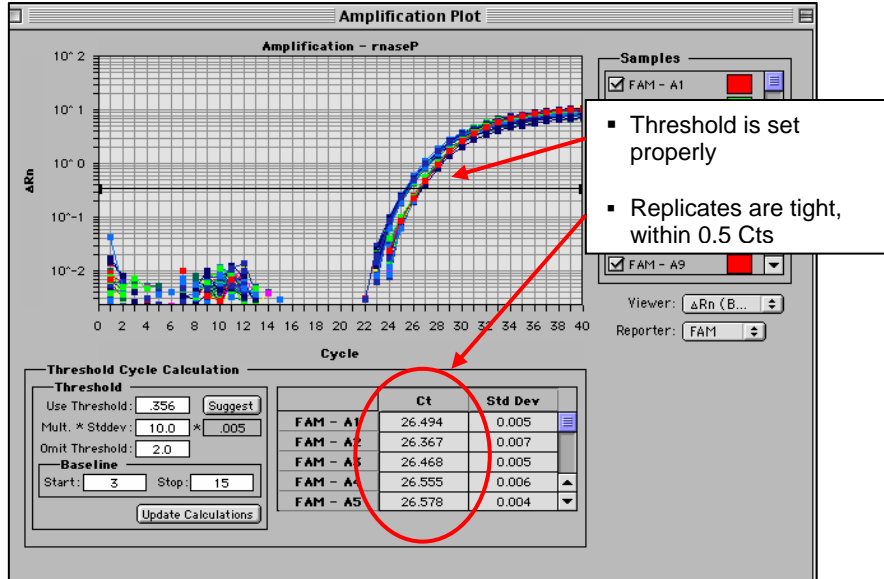 Amplification Plot
Amplification - rnaseP
10^2
10^1
10^0
10^-1
10^-2
ΔRn
0 2 4 6 8 10 12 14 16 18 20 22 24 26 28 30 32 34 36 38 40
Cycle
Samples
FAM - A1
▪ Threshold is set
properly
▪ Replicates are tight,
within 0.5 Cts
FAM - A9
Viewer: ΔRn (B...
Reporter: FAM
Threshold Cycle Calculation
Threshold
Use Threshold: .356 Suggest
Mult. * Stddev: 10.0 * .005
Omit Threshold: 2.0
Baseline
Start: 3 Stop: 15
Update Calculations
Ct Std Dev
FAM - A1 26.494 0.005
FAM - A2 26.367 0.007
FAM - A3 26.468 0.005
FAM - A4 26.555 0.006
FAM - A5 26.578 0.004